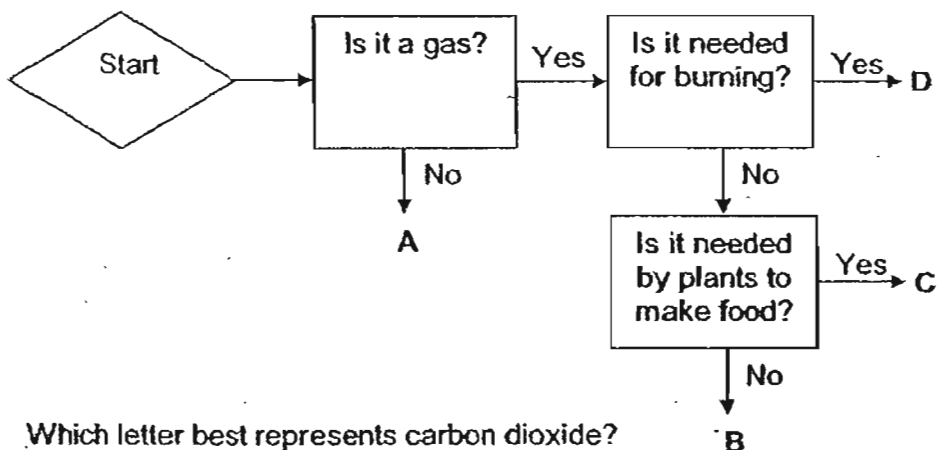 Start
Is it a gas?
Yes
Is it needed
for burning?
Yes
D
No
A
No
Is it needed
by plants to
make food?
Yes
C
No
B
Which letter best represents carbon dioxide?